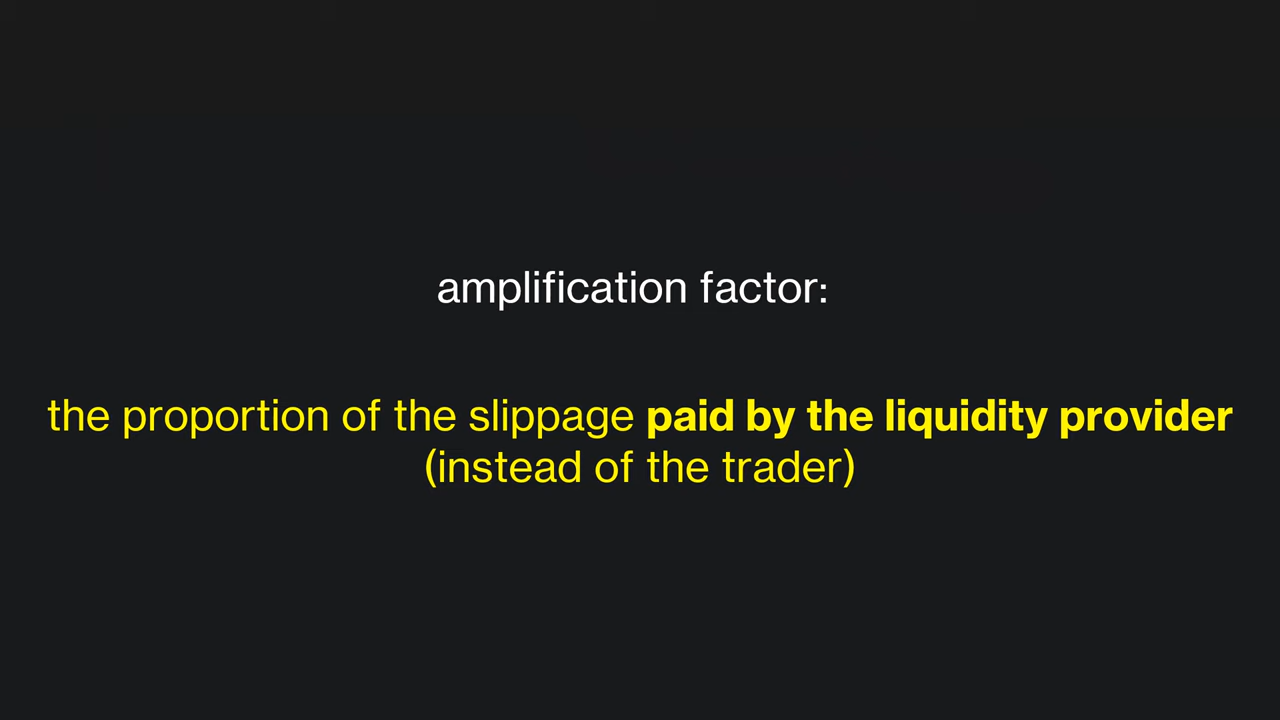 amplification factor:
the proportion of the slippage paid by the liquidity provider
(instead of the trader)